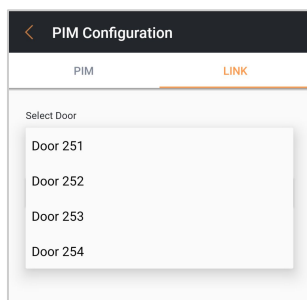 PIM Configuration
PIM LINK
Select Door
Door 251
Door 252
Door 253
Door 254